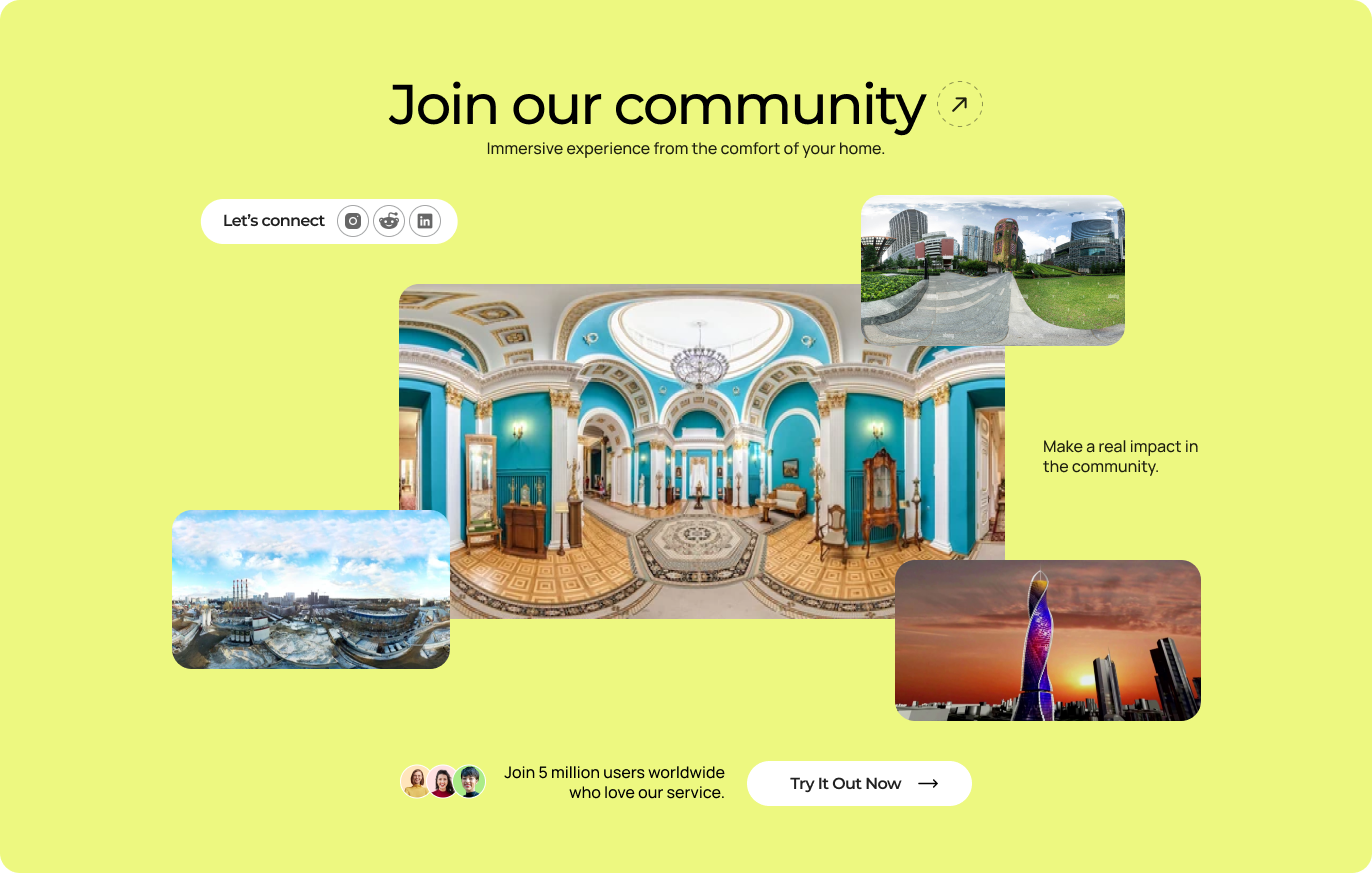 Join our community
Immersive experience from the comfort of your home.
Let's connect
Make a real impact in
the community.
Join 5 million users worldwide
who love our service.
Try It Out Now